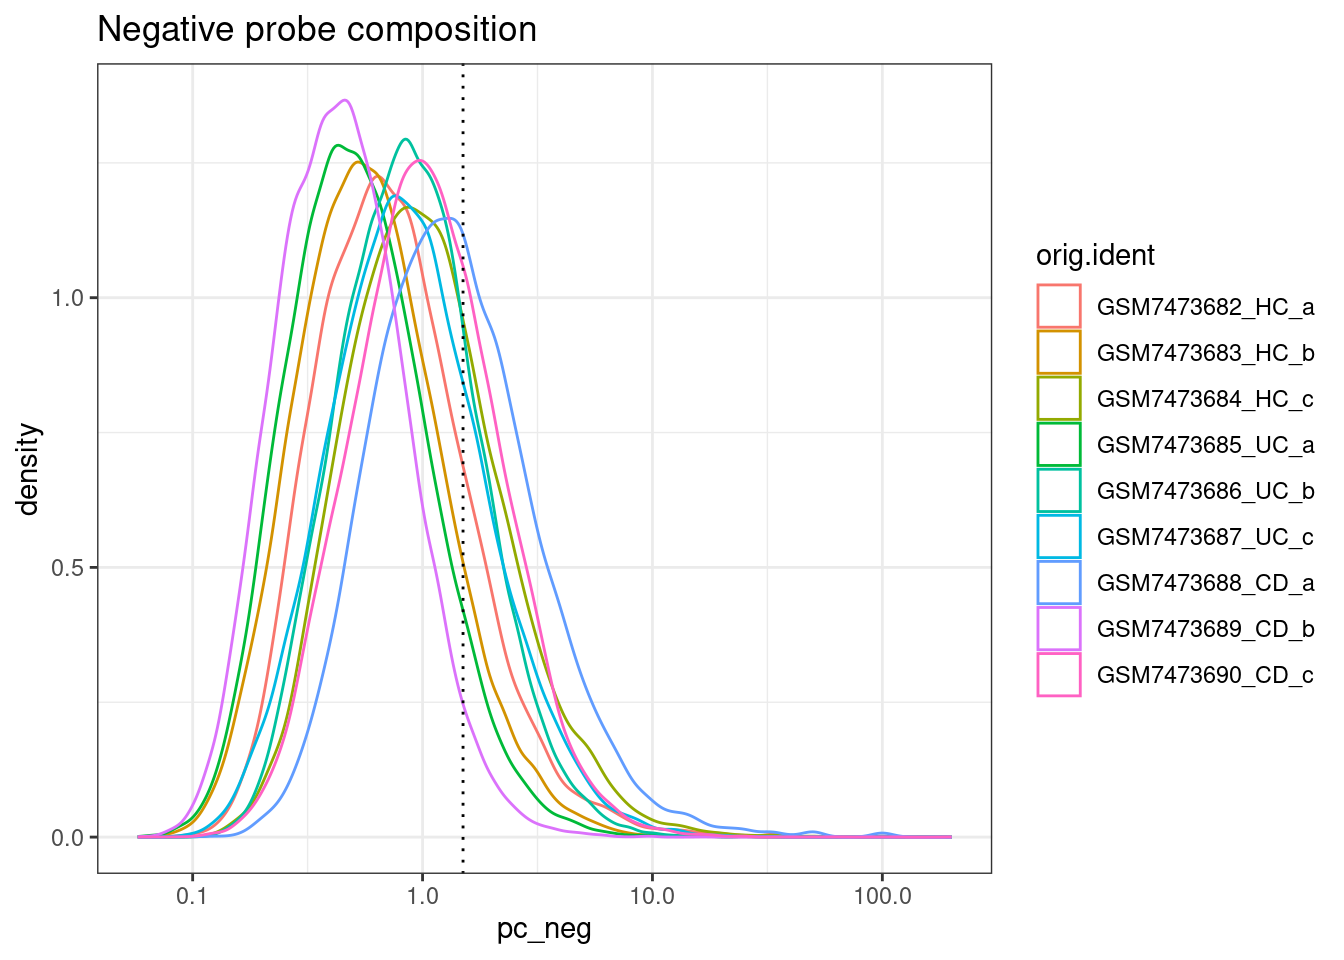 Negative probe composition
density
1.0
0.5
0.0
0.1
1.0
10.0
100.0
pc_neg
orig.ident
GSM7473682_HC_a
GSM7473683_HC_b
GSM7473684_HC_c
GSM7473685_UC_a
GSM7473686_UC_b
GSM7473687_UC_c
GSM7473688_CD_a
GSM7473689_CD_b
GSM7473690_CD_c